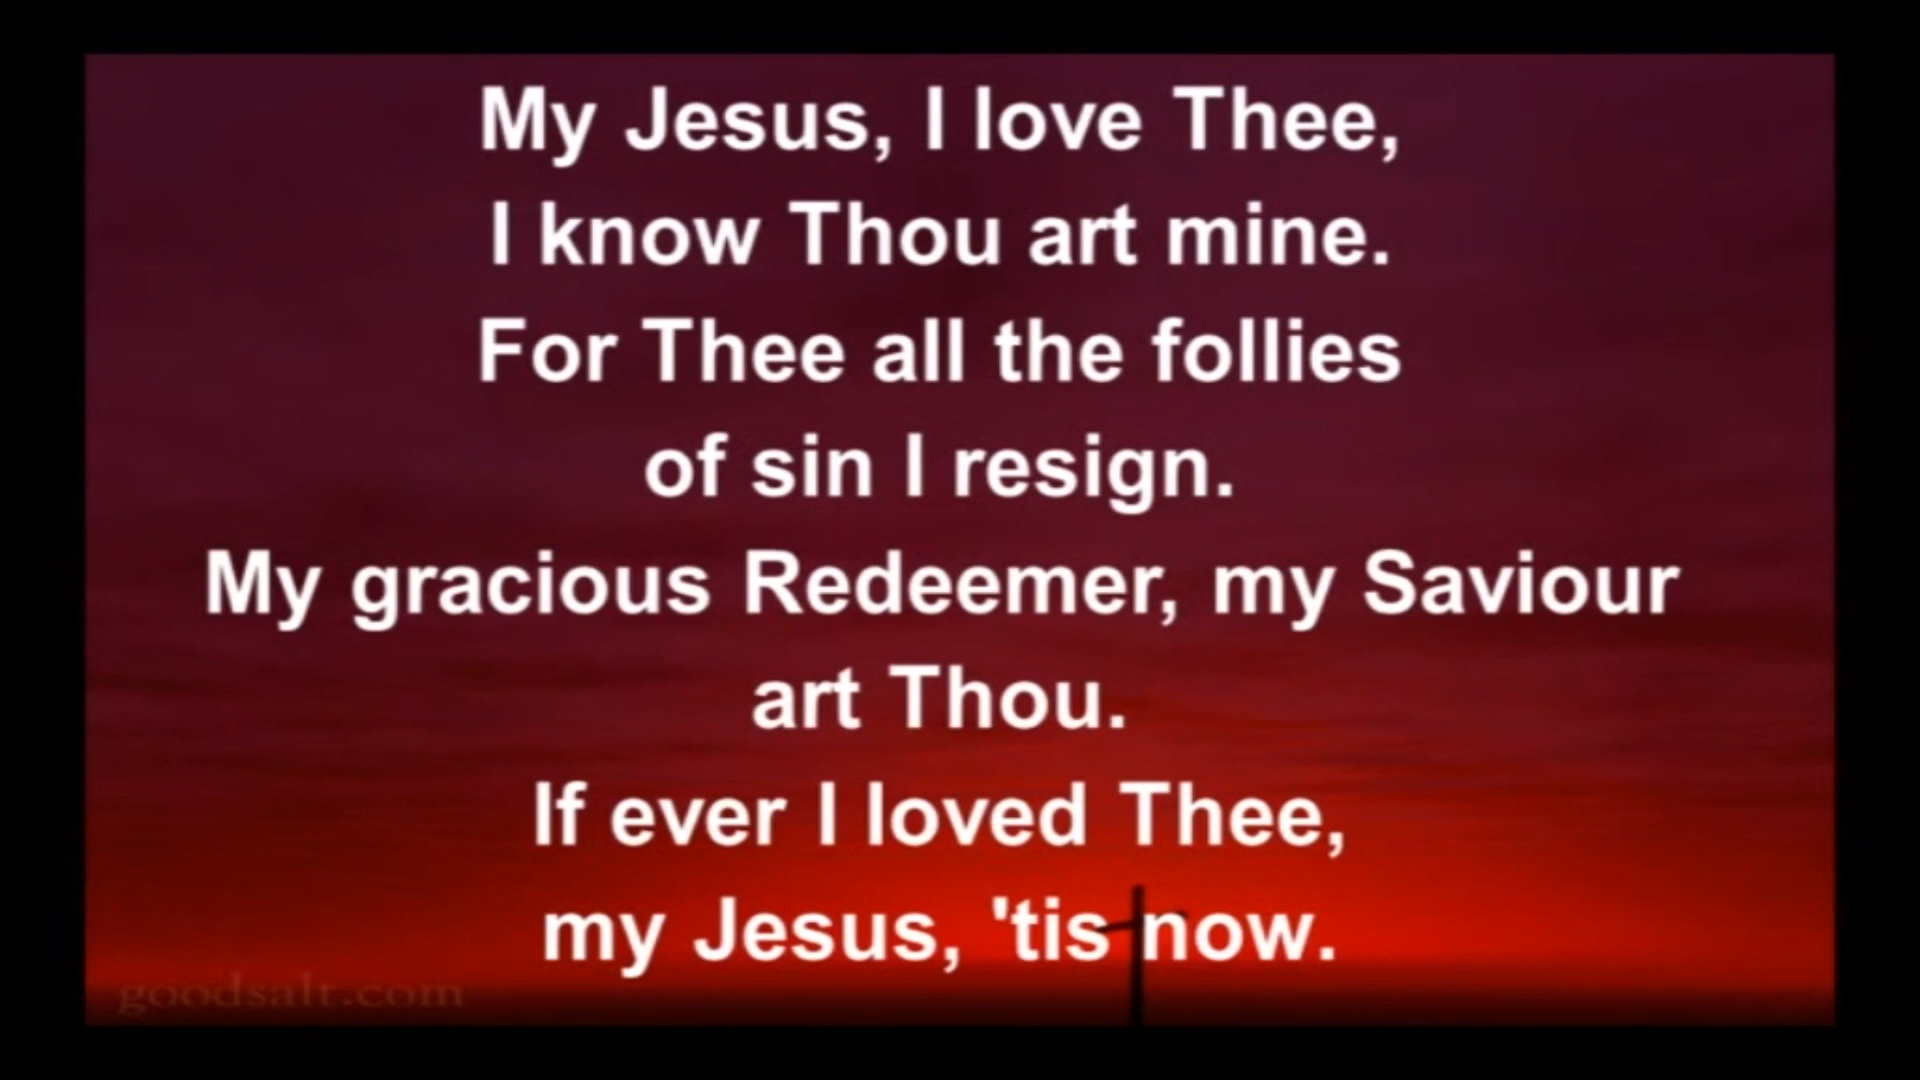 My Jesus, I love Thee,
I know Thou art mine.
For Thee all the follies
of sin I resign.
My gracious Redeemer, my Saviour
art Thou.
If ever I loved Thee,
my Jesus, 'tis now.
goodsalt.com